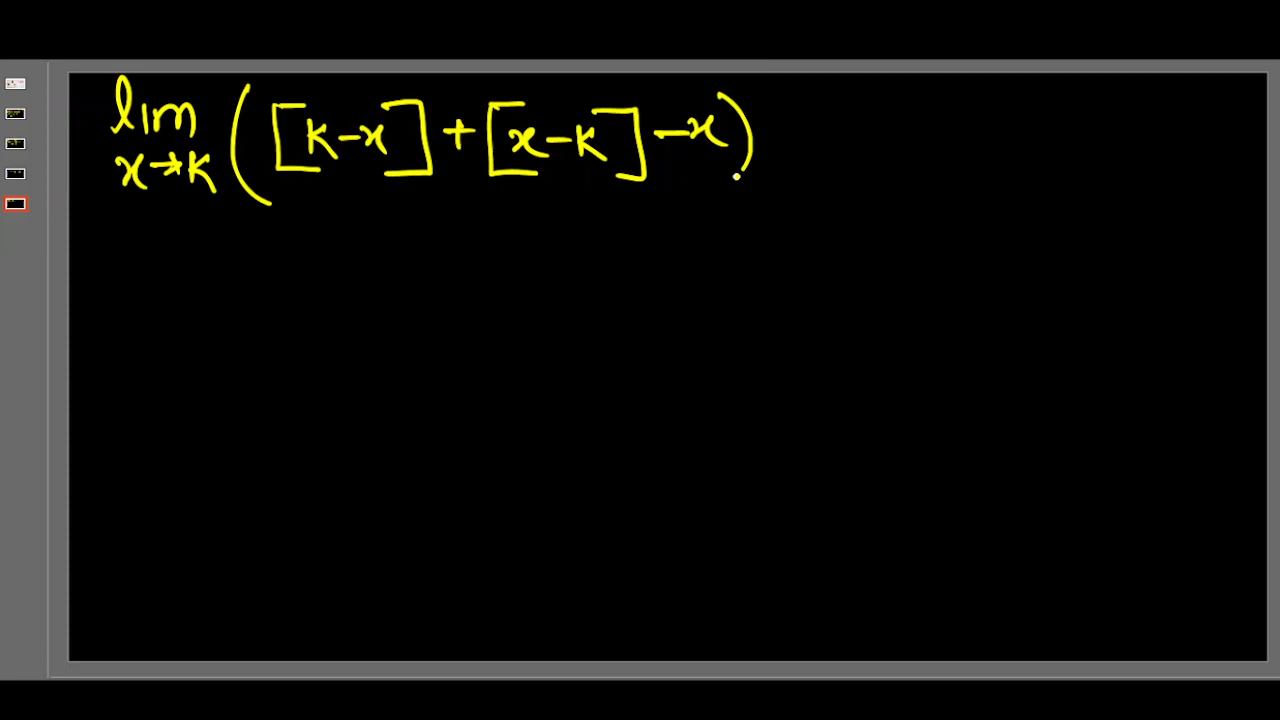 lim ([k-x] + [x-k] -x)
x→k